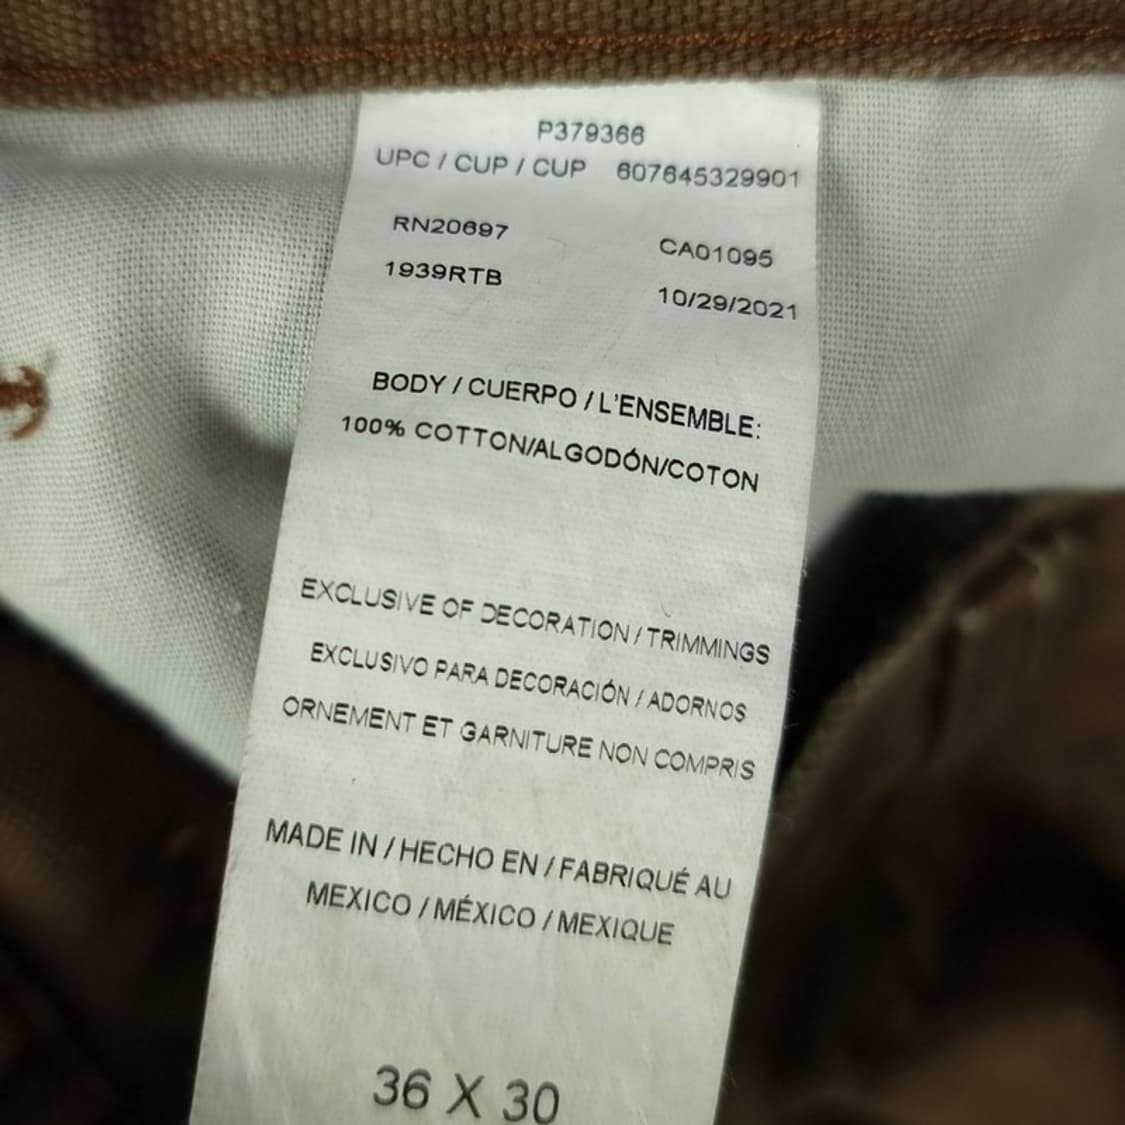 P379366
UPC / CUP / CUP 607645329901
RN20697 CA01095
1939RTB 10/29/2021
BODY / CUERPO / L'ENSEMBLE:
100% COTTON/ALGODÓN/COTON
EXCLUSIVE OF DECORATION / TRIMMINGS
EXCLUSIVO PARA DECORACIÓN / ADORNOS
ORNEMENT ET GARNITURE NON COMPRIS
MADE IN / HECHO EN / FABRIQUÉ AU
MEXICO / MÉXICO / MEXIQUE
36 X 30